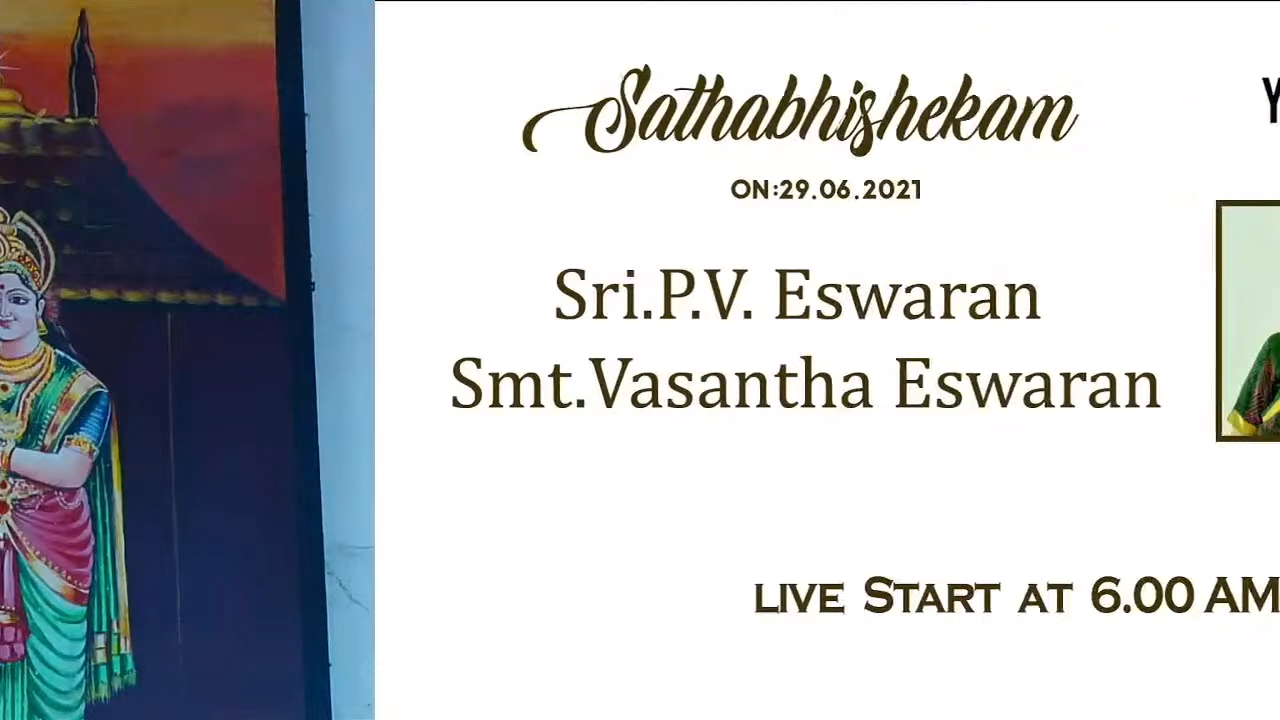 Sathabhishekam
ON:29.06.2021
Sri.P.V. Eswaran
Smt.Vasantha Eswaran
LIVE START AT 6.00 AM